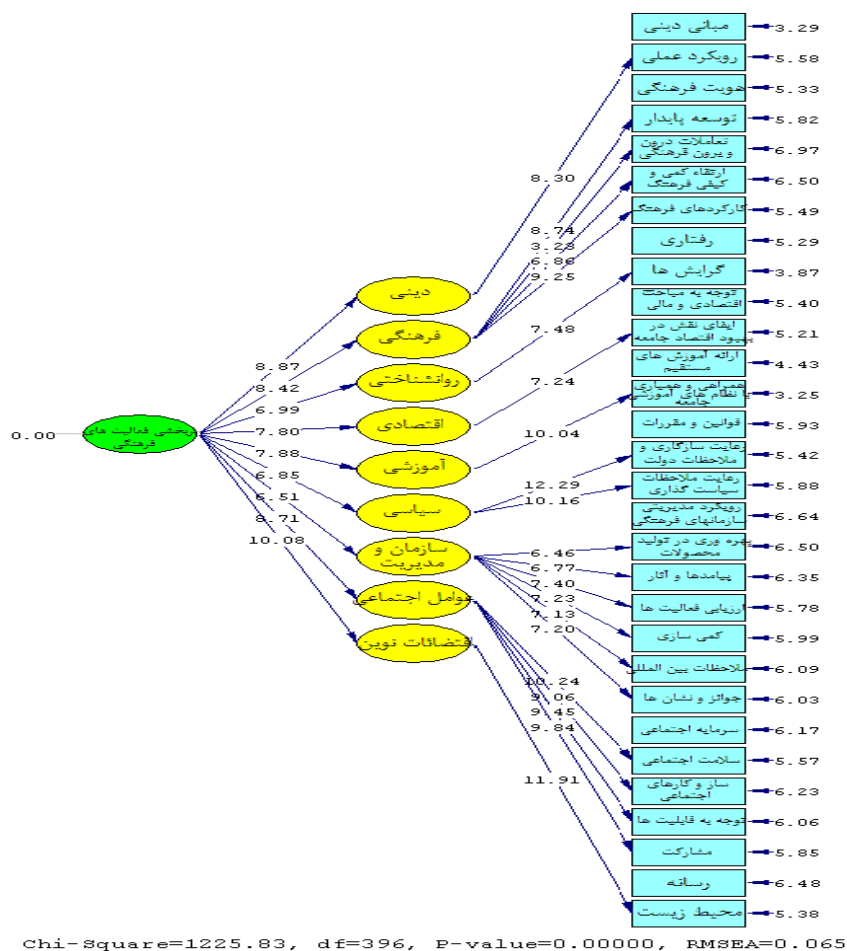 مبانی دینی
3.29
رویکرد عملی
5.58
هویت فرهنگی
5.33
توسعه پایدار
5.82
تعاملات درون
و برون فرهنگی
6.97
ارتقاء کمی و
کیفی فرهنگ
6.50
کارکردهای فرهنگ
5.49
رفتاری
5.29
گرایش ها
3.87
توجه به مباحث
اقتصادی و مالی
5.40
ایفای نقش در
بهبود اقتصاد جامعه
5.21
ارائه آموزش های
مستقیم
4.43
همراهی و همیاری
با نظام های آموزشی
جامعه
3.25
قوانین و مقررات
5.93
رعایت سازگاری و
ملاحظات دولت
5.42
رعایت ملاحظات
سیاست گذاری
5.88
رویکرد مدیریتی
سازمانهای فرهنگی
6.64
بهره وری در تولید
محصولات
6.50
پیامدها و آثار
6.35
ارزیابی فعالیت ها
5.78
کمی سازی
5.99
ملاحظات بین المللی
6.09
جوائز و نشان ها
6.03
سرمایه اجتماعی
6.17
سلامت اجتماعی
5.57
ساز و کارهای
اجتماعی
6.23
توجه به قابلیت ها
6.06
مشارکت
5.85
رسانه
6.48
محیط زیست
5.38
8.30
8.74
3.23
6.86
9.25
7.48
7.24
10.04
12.29
10.16
6.46
6.77
7.40
7.23
7.13
7.20
10.24
9.06
9.45
9.84
11.91
دینی
فرهنگی
روانشناختی
اقتصادی
آموزشی
سیاسی
سازمان و
مدیریت
عوامل اجتماعی
اقتضائات نوین
8.87
8.42
6.99
7.80
7.88
6.85
6.51
8.71
10.08
0.00
ربخشی فعالیت های
فرهنگی
Chi-Square=1225.83, df=396, P-value=0.00000, RMSEA=0.065